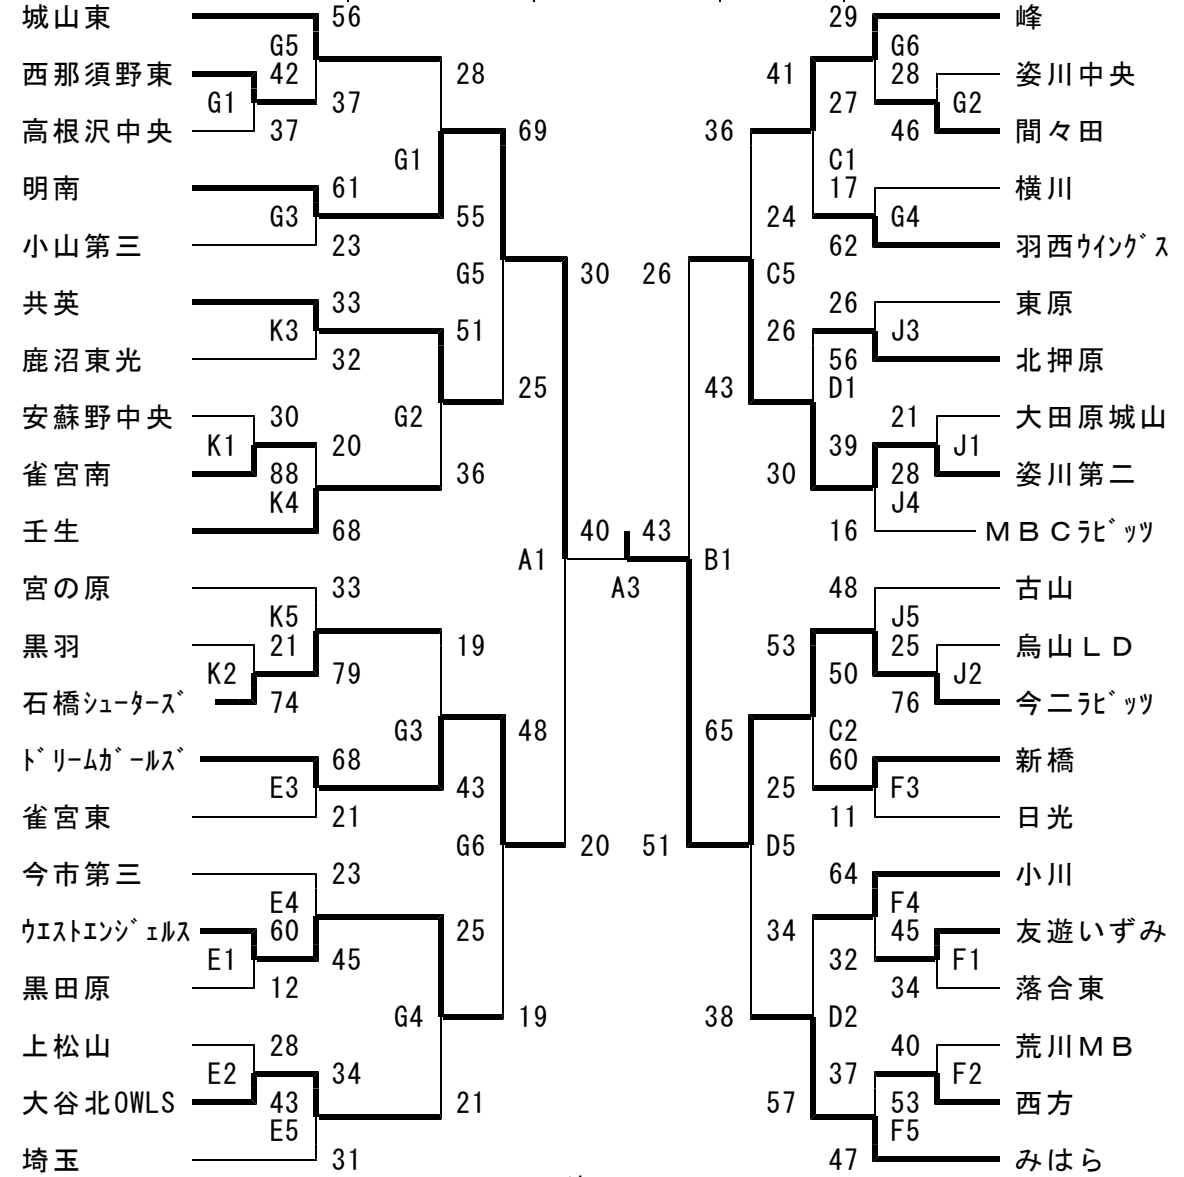 城山東 56 29 峰
G5 G6
西那須野東 42 28 41 28 姿川中央
G1 37 27 G2
高根沢中央 37 69 36 46 間々田
G1 C1
明南 61 17 横川
G3 55 24 G4
小山第三 23 62 羽西ウイングス
G5 30 26 C5
共英 33 26 東原
K3 51 26 J3
鹿沼東光 32 56 北押原
25 43 D1
安蘇野中央 30 G2 21 大田原城山
K1 20 39 J1
雀宮南 88 36 30 28 姿川第二
K4 J4
壬生 68 40 43 16 MBCラビッツ
A1 B1
宮の原 33 A3 48 古山
K5 J5
黒羽 21 19 53 25 烏山LD
K2 79 50 J2
石橋シューターズ 74 76 今二ラビッツ
G3 48 65 C2
ドリームガールズ 68 60 新橋
E3 43 25 F3
雀宮東 21 11 日光
G6 20 51 D5
今市第三 23 64 小川
E4 F4
ウエストエンジェルス 60 25 34 45 友遊いずみ
E1 45 32 F1
黒田原 12 34 落合東
G4 19 38 D2
上松山 28 40 荒川MB
E2 34 37 F2
大谷北OWLS 43 21 57 53 西方
E5 F5
埼玉 31 47 みはら